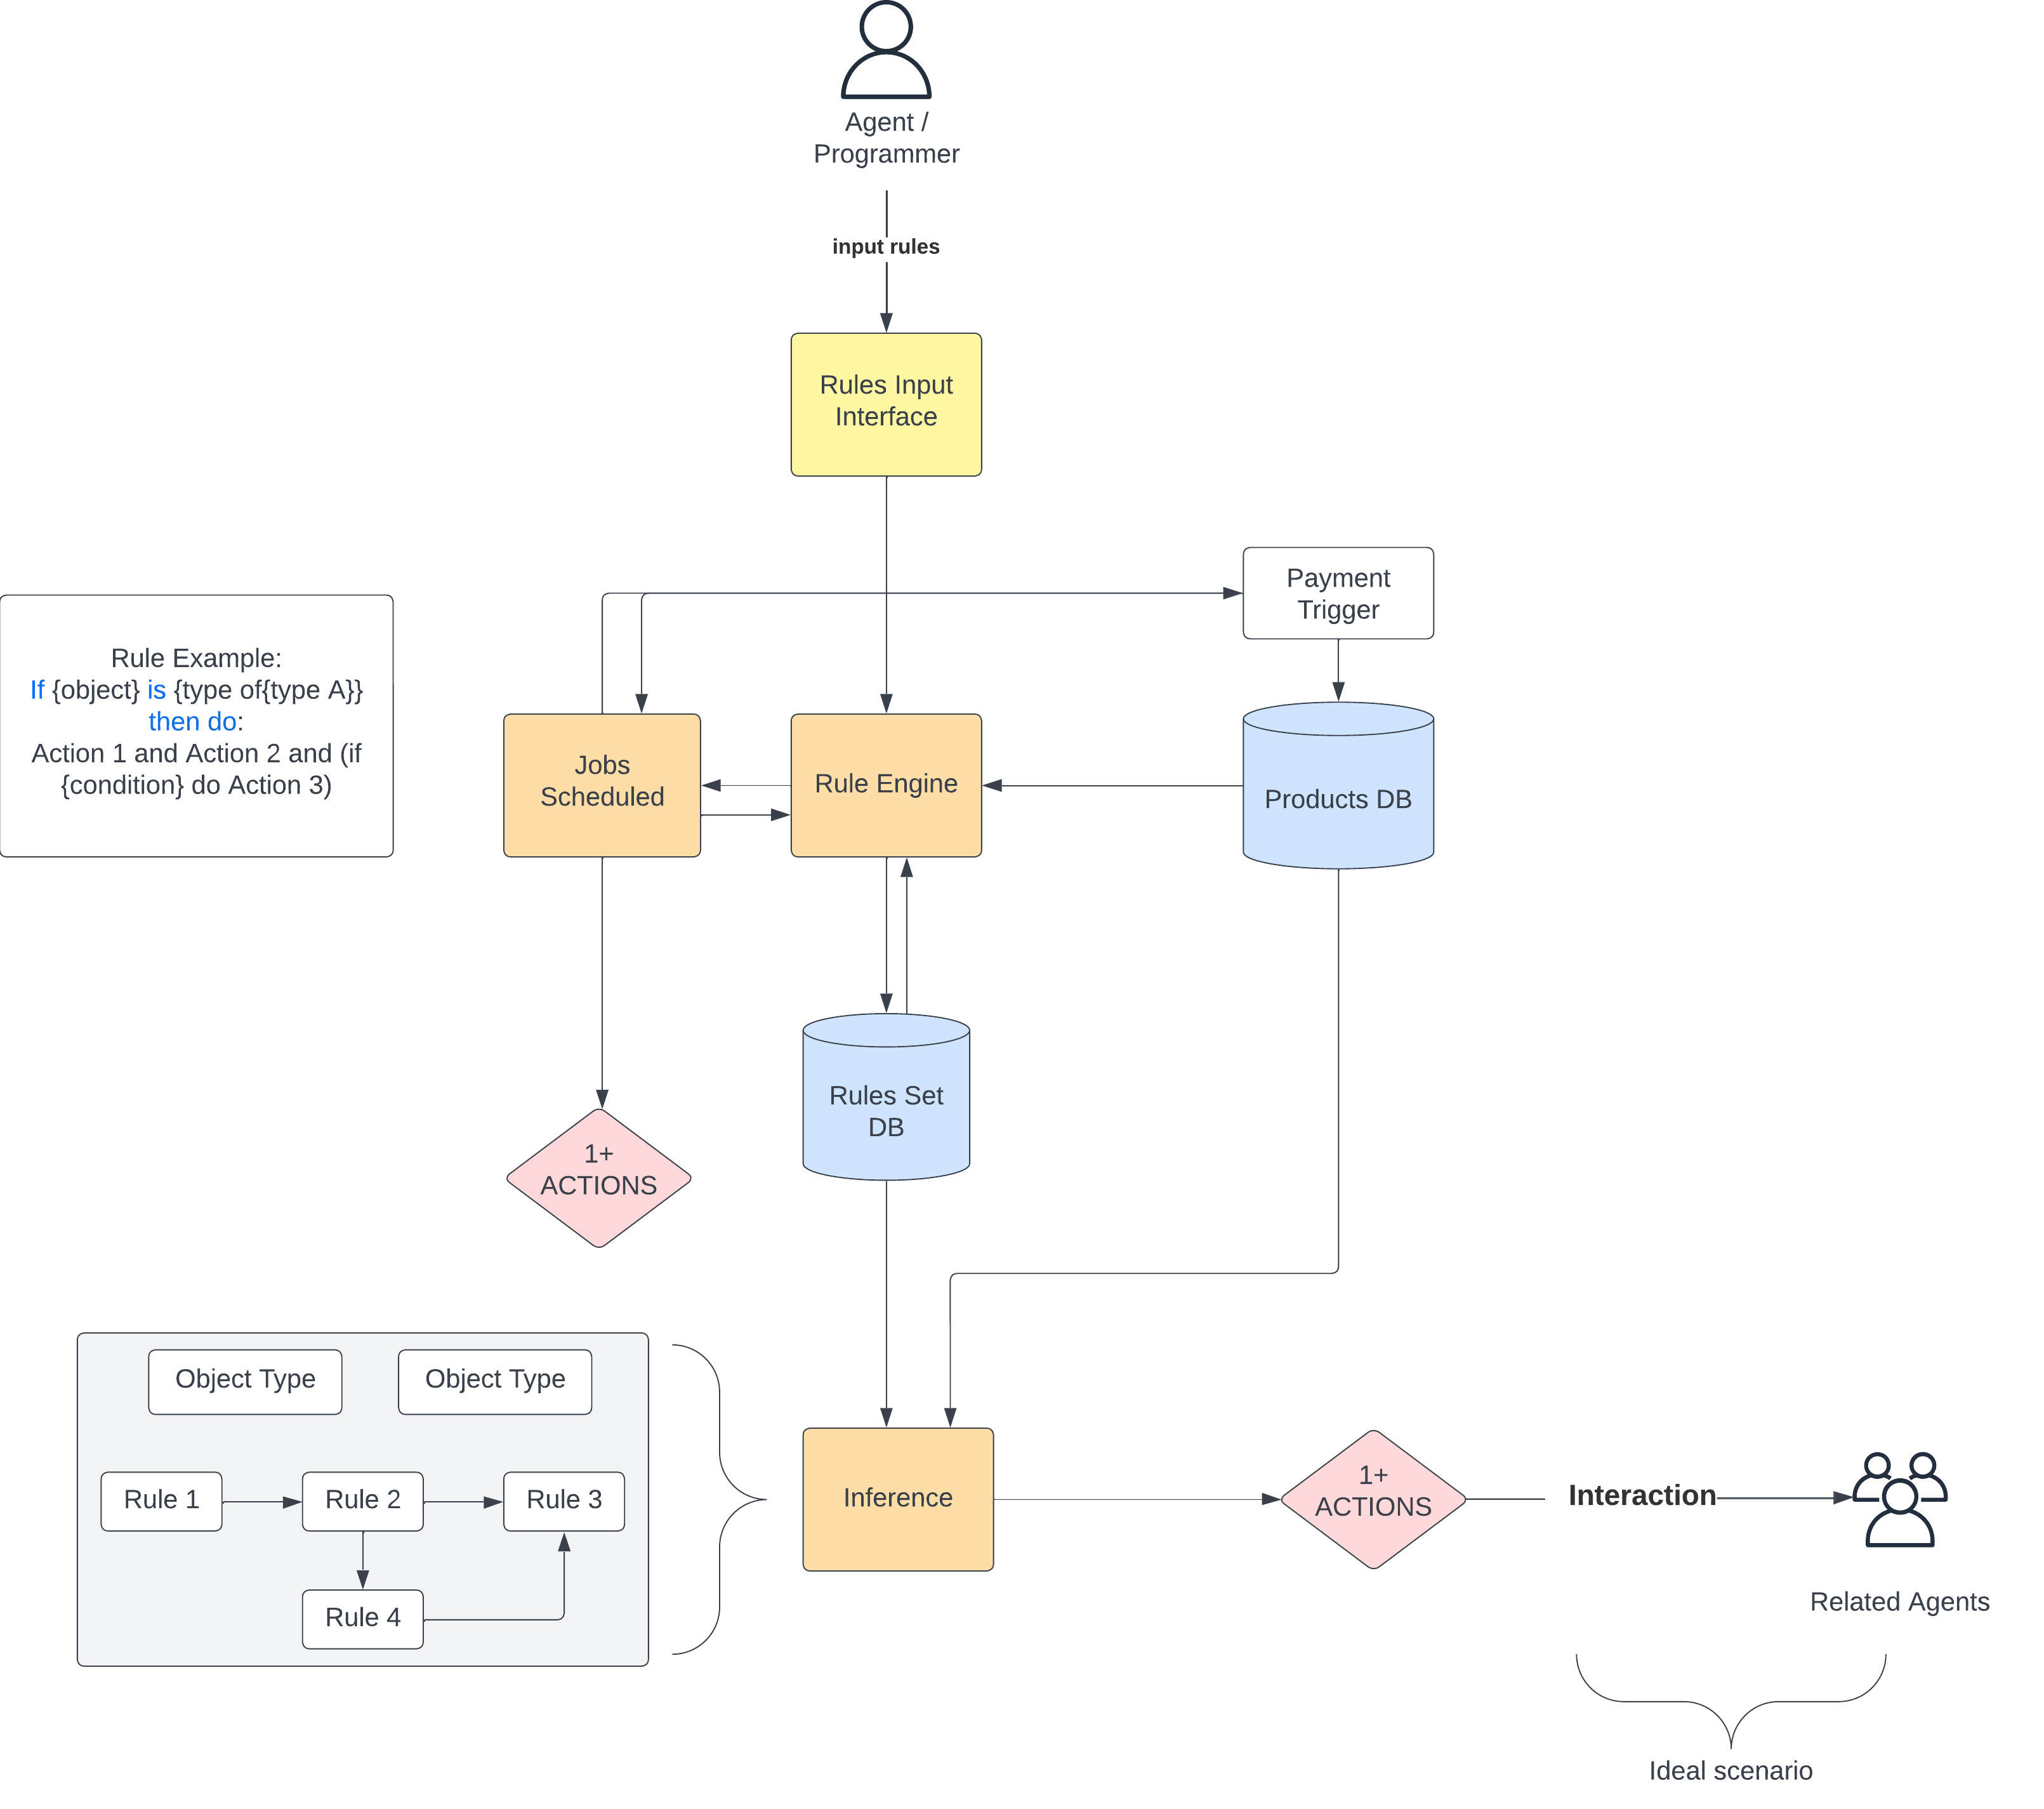 Agent /
Programmer
input rules
Rules Input
Interface
Payment
Trigger
Rule Example:
If {object} is {type of{type A}}
then do:
Action 1 and Action 2 and (if
{condition} do Action 3)
Jobs
Scheduled
Rule Engine
Products DB
Rules Set
DB
1+
ACTIONS
Object Type
Object Type
Rule 1
Rule 2
Rule 3
Rule 4
Inference
1+
ACTIONS
Interaction
Related Agents
Ideal scenario